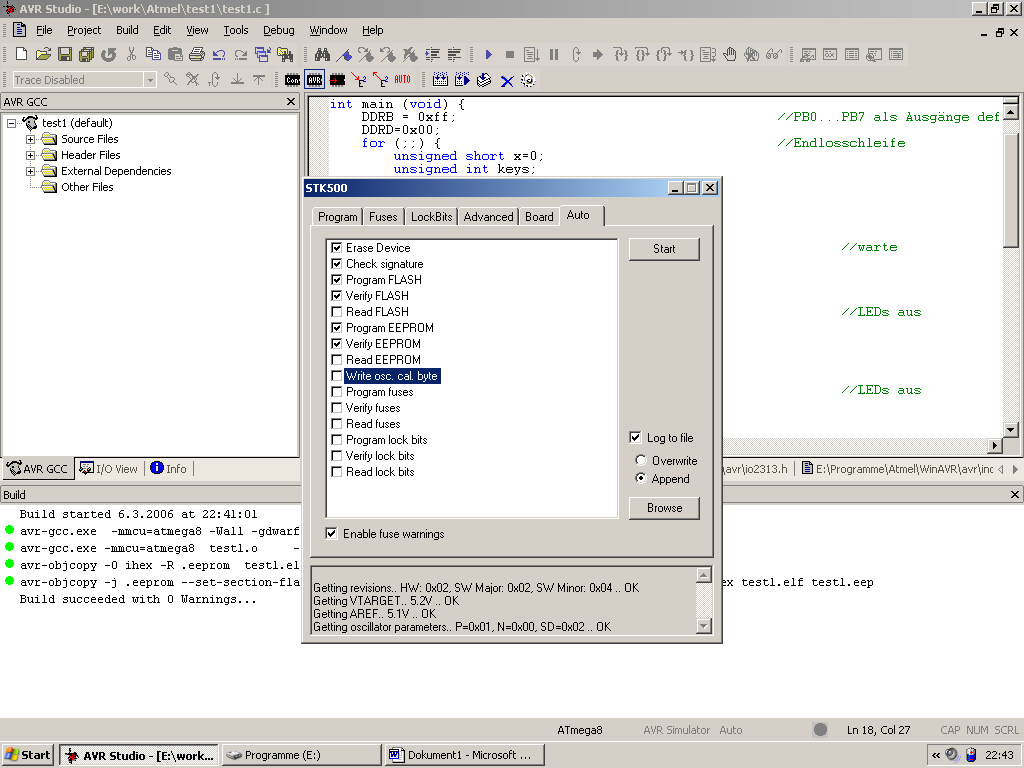 AVR Studio - [E:\work\Atmel\test1\test1.c ]
File Project Build Edit View Tools Debug Window Help
Trace Disabled
Con AVR AUTO
AVR GCC
test1 (default)
Source Files
Header Files
External Dependencies
Other Files
AVR GCC I/O View Info
int main (void) {
DDRB = 0xff; //PB0...PB7 als Ausgänge def
DDRD=0x00;
for (;;) { //Endlosschleife
unsigned short x=0;
unsigned int keys;
//warte
//LEDs aus
//LEDs aus
\avr\io2313.h E:\Programme\Atmel\WinAVR\avr\inc
STK500
Program Fuses LockBits Advanced Board Auto
Erase Device
Check signature
Program FLASH
Verify FLASH
Read FLASH
Program EEPROM
Verify EEPROM
Read EEPROM
Write osc. cal. byte
Program fuses
Verify fuses
Read fuses
Program lock bits
Verify lock bits
Read lock bits
Start
Log to file
Overwrite
Append
Browse
Enable fuse warnings
Getting revisions.. HW: 0x02, SW Major: 0x02, SW Minor: 0x04 .. OK
Getting VTARGET.. 5.2V .. OK
Getting AREF.. 5.1V .. OK
Getting oscillator parameters.. P=0x01, N=0x00, SD=0x02 .. OK
Build
Build started 6.3.2006 at 22:41:01
avr-gcc.exe -mmcu=atmega8 -Wall -gdwarf
avr-gcc.exe -mmcu=atmega8 test1.o -
avr-objcopy -O ihex -R .eeprom test1.el
avr-objcopy -j .eeprom --set-section-fla ex test1.elf test1.eep
Build succeeded with 0 Warnings...
ATmega8 AVR Simulator Auto Ln 18, Col 27 CAP NUM SCRL
Start AVR Studio - [E:\work... Programme (E:) Dokument1 - Microsoft ... « 22:43